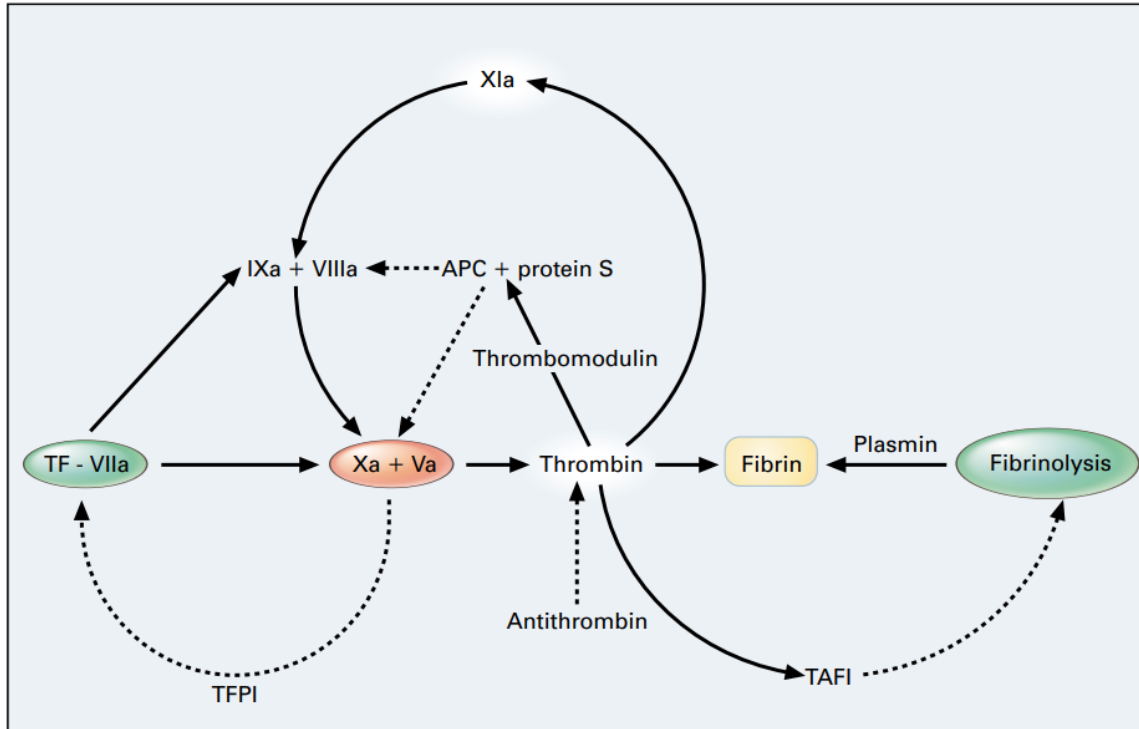 XIa
IXa + VIIIa
APC + protein S
Thrombomodulin
TF - VIIa
Xa + Va
Thrombin
Fibrin
Plasmin
Fibrinolysis
Antithrombin
TFPI
TAFI